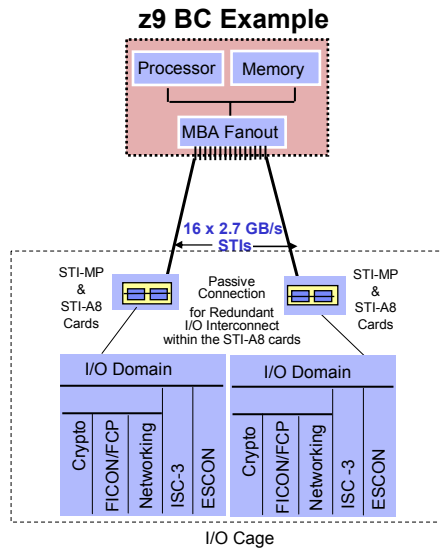 z9 BC Example
Processor
Memory
MBA Fanout
16 x 2.7 GB/s
STIs
STI-MP
&
STI-A8
Cards
Passive
Connection
for Redundant
I/O Interconnect
within the STI-A8 cards
STI-MP
&
STI-A8
Cards
I/O Domain
Crypto
FICON/FCP
Networking
ISC-3
ESCON
I/O Domain
Crypto
FICON/FCP
Networking
ISC -3
ESCON
I/O Cage